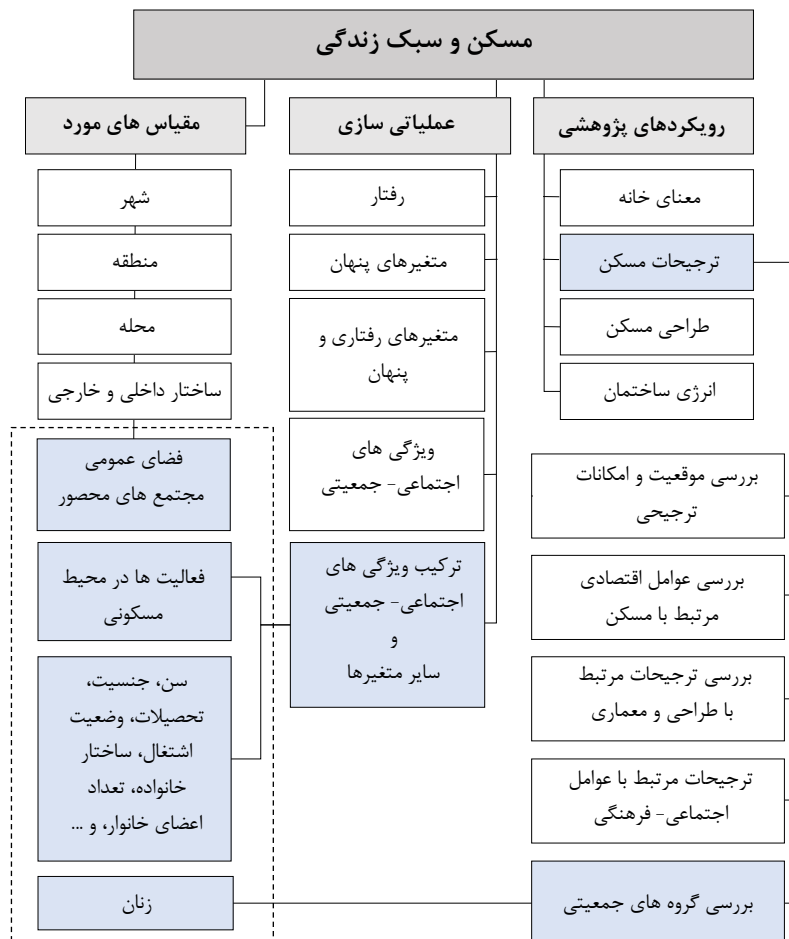 مسکن و سبک زندگی
رویکردهای پژوهشی
معنای خانه
ترجیحات مسکن
طراحی مسکن
انرژی ساختمان
بررسی موقعیت و امکانات
ترجیحی
بررسی عوامل اقتصادی
مرتبط با مسکن
بررسی ترجیحات مرتبط
با طراحی و معماری
ترجیحات مرتبط با عوامل
اجتماعی- فرهنگی
بررسی گروه های جمعیتی
عملیاتی سازی
رفتار
متغیرهای پنهان
متغیرهای رفتاری و
پنهان
ویژگی های
اجتماعی- جمعیتی
ترکیب ویژگی های
اجتماعی- جمعیتی
و
سایر متغیرها
مقیاس های مورد
شهر
منطقه
محله
ساختار داخلی و خارجی
فضای عمومی
مجتمع های محصور
فعالیت ها در محیط
مسکونی
سن، جنسیت،
تحصیلات، وضعیت
اشتغال، ساختار
خانواده، تعداد
اعضای خانوار، و ...
زنان